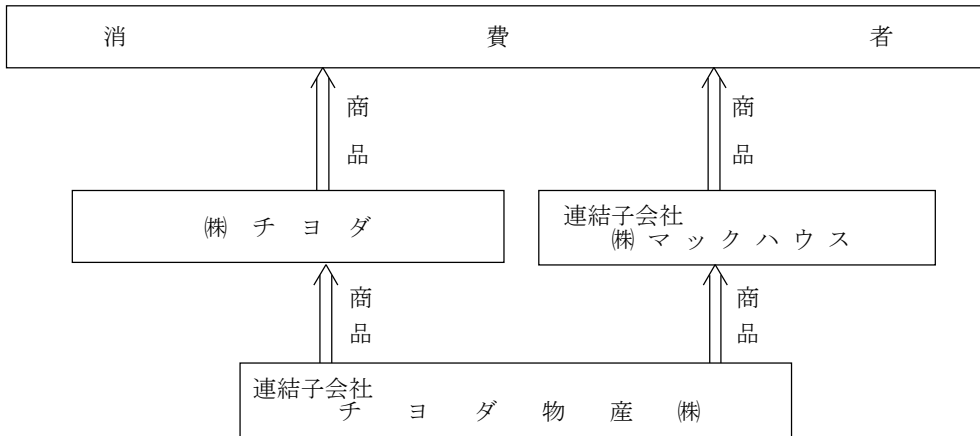 消費者
商品
商品
㈱チヨダ
連結子会社
㈱マックハウス
商品
商品
連結子会社
チヨダ物産㈱